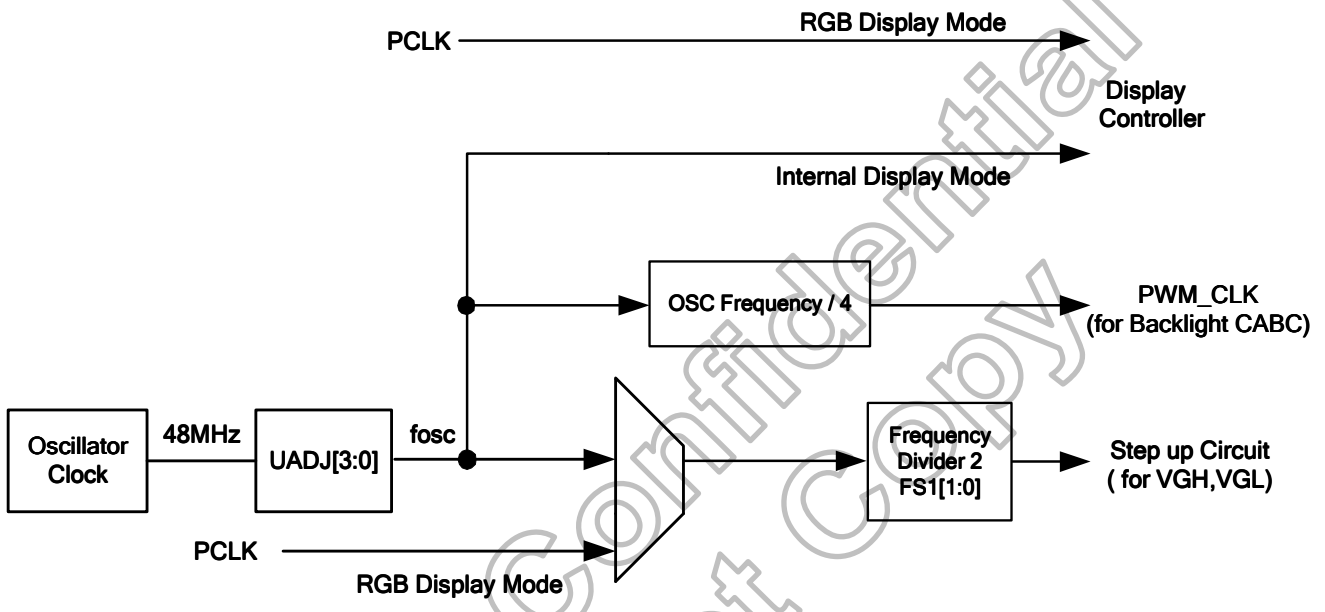 RGB Display Mode
PCLK
Display
Controller
Internal Display Mode
OSC Frequency / 4
PWM_CLK
(for Backlight CABC)
Oscillator
Clock
48MHz
UADJ[3:0]
fosc
Frequency
Divider 2
FS1[1:0]
Step up Circuit
( for VGH,VGL)
PCLK
RGB Display Mode
Confidential
t Copy